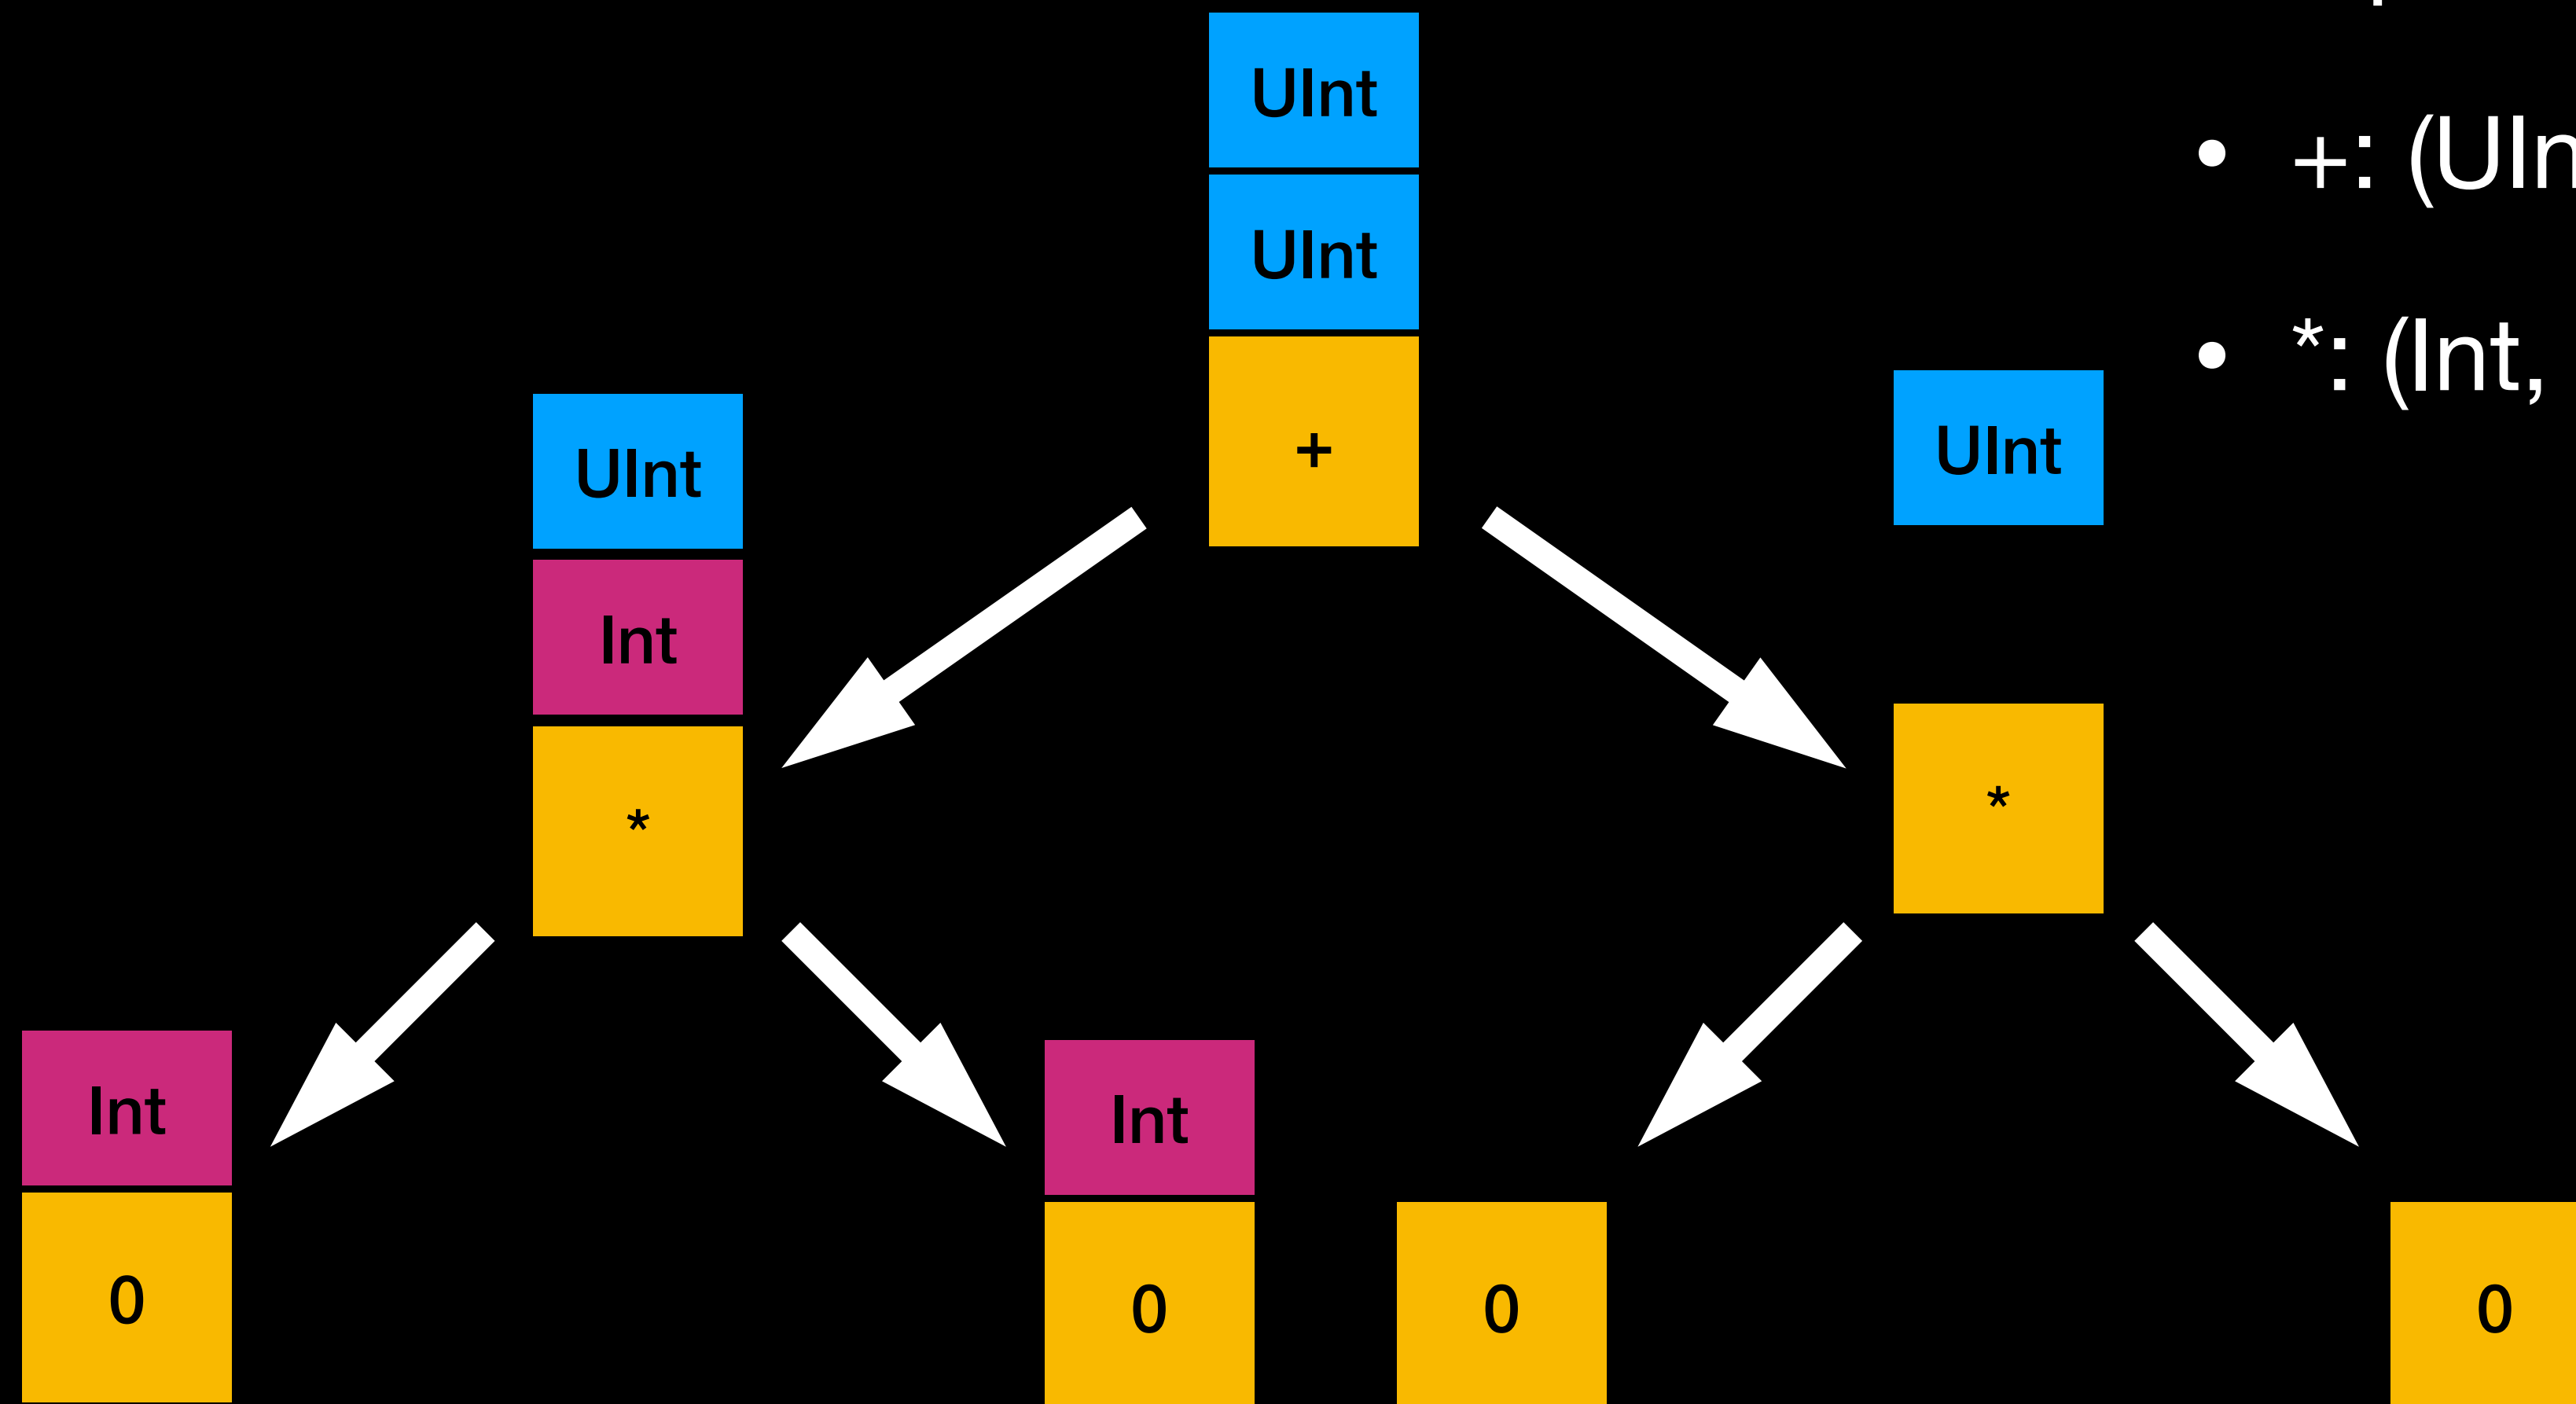 UInt
UInt
+
UInt
Int
*
UInt
*
Int
0
Int
0
0
0
• +: (UIn
• *: (Int,